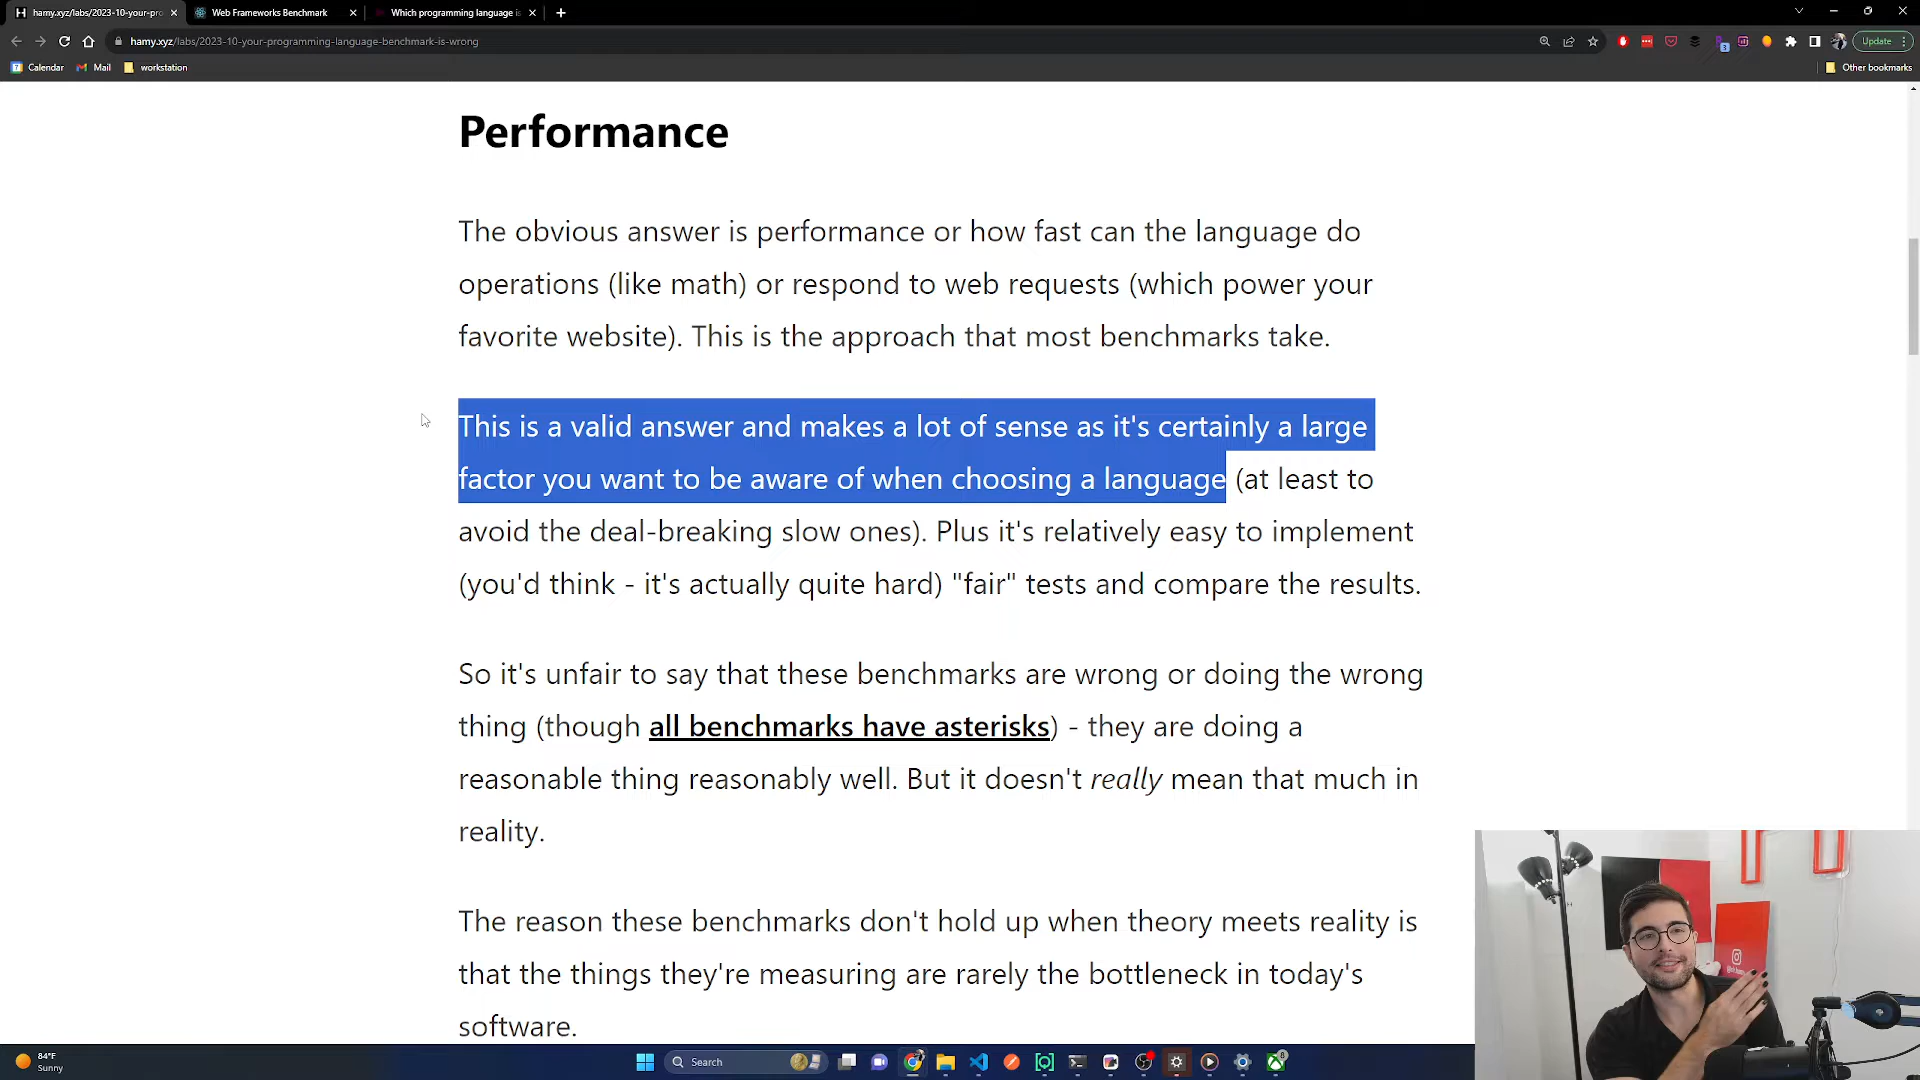 hamy.xyz/labs/2023-10-your-pro
Web Frameworks Benchmark
Which programming language is
hamy.xyz/labs/2023-10-your-programming-language-benchmark-is-wrong
Update
Calendar
Mail
workstation
Other bookmarks
Performance
The obvious answer is performance or how fast can the language do
operations (like math) or respond to web requests (which power your
favorite website). This is the approach that most benchmarks take.
This is a valid answer and makes a lot of sense as it's certainly a large
factor you want to be aware of when choosing a language (at least to
avoid the deal-breaking slow ones). Plus it's relatively easy to implement
(you'd think - it's actually quite hard) "fair" tests and compare the results.
So it's unfair to say that these benchmarks are wrong or doing the wrong
thing (though all benchmarks have asterisks) - they are doing a
reasonable thing reasonably well. But it doesn't really mean that much in
reality.
The reason these benchmarks don't hold up when theory meets reality is
that the things they're measuring are rarely the bottleneck in today's
software.
84°F
Sunny
Search